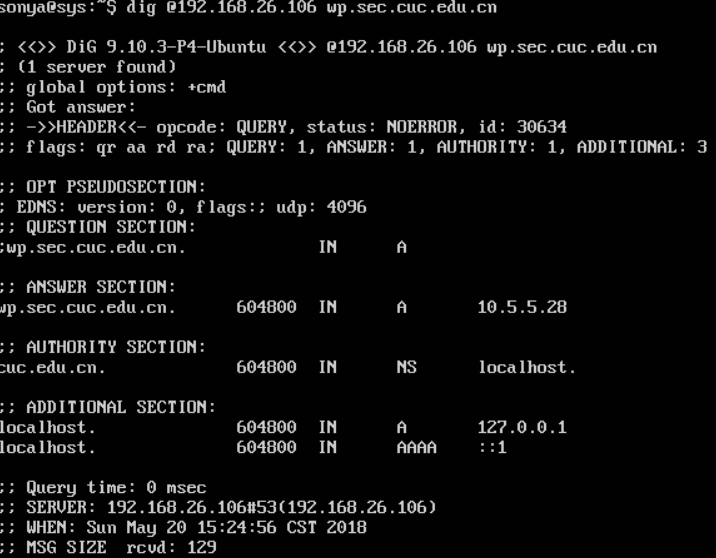 sonya@sys:~$ dig @192.168.26.106 wp.sec.cuc.edu.cn
; <<>> DiG 9.10.3-P4-Ubuntu <<>> @192.168.26.106 wp.sec.cuc.edu.cn
; (1 server found)
;; global options: +cmd
;; Got answer:
;; ->>HEADER<<- opcode: QUERY, status: NOERROR, id: 30634
;; flags: qr aa rd ra; QUERY: 1, ANSWER: 1, AUTHORITY: 1, ADDITIONAL: 3
;; OPT PSEUDOSECTION:
; EDNS: version: 0, flags:; udp: 4096
;; QUESTION SECTION:
;wp.sec.cuc.edu.cn. IN A
;; ANSWER SECTION:
wp.sec.cuc.edu.cn. 604800 IN A 10.5.5.28
;; AUTHORITY SECTION:
cuc.edu.cn. 604800 IN NS localhost.
;; ADDITIONAL SECTION:
localhost. 604800 IN A 127.0.0.1
localhost. 604800 IN AAAA ::1
;; Query time: 0 msec
;; SERVER: 192.168.26.106#53(192.168.26.106)
;; WHEN: Sun May 20 15:24:56 CST 2018
;; MSG SIZE rcvd: 129